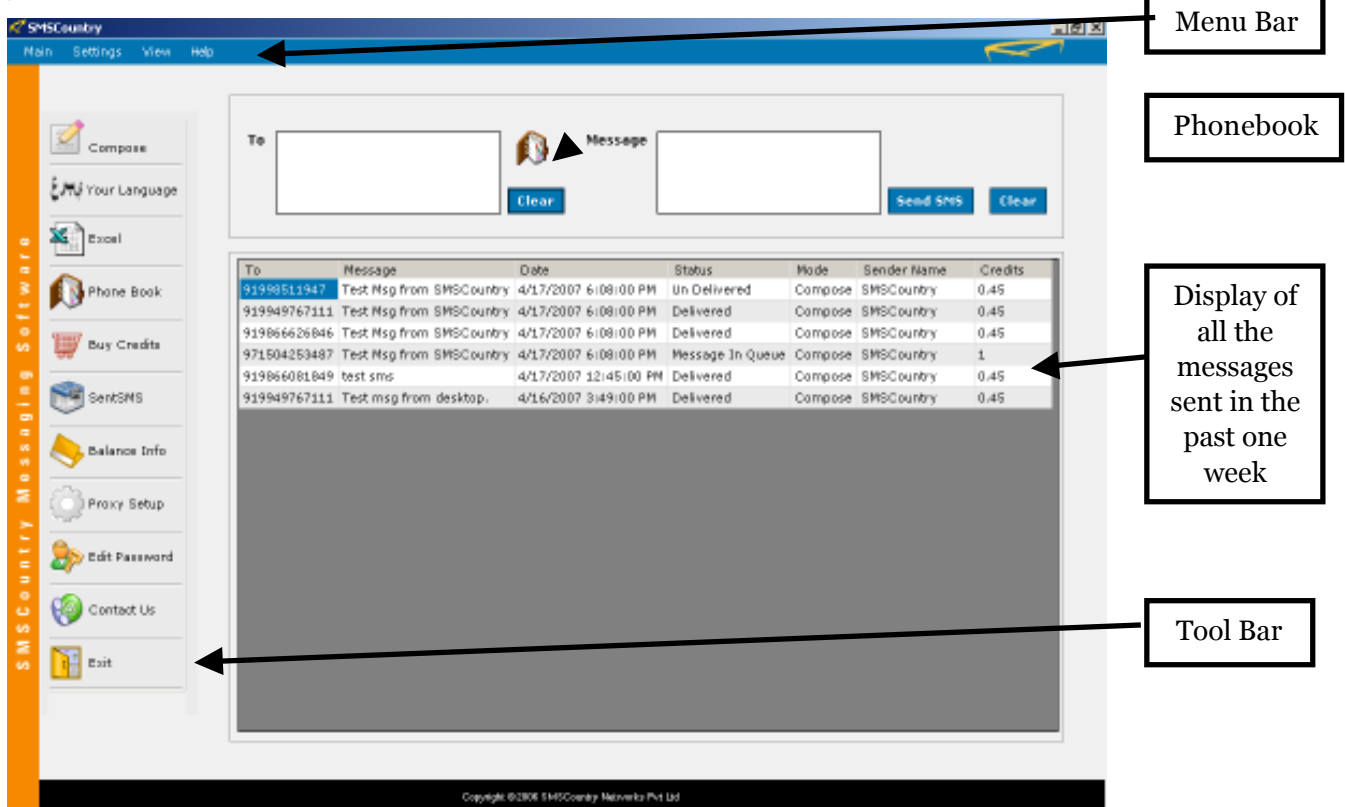 SMSCountry
Main Settings View Help
Menu Bar
Phonebook
Compose
Your Language
Excel
Phone Book
Buy Credits
SentSMS
Balance Info
Proxy Setup
Edit Password
Contact Us
Exit
SMSCountry Messaging Software
To
Clear
Message
Send SMS
Clear
To Message Date Status Mode Sender Name Credits
91998511947 Test Msg from SMSCountry 4/17/2007 6:08:00 PM Un Delivered Compose SMSCountry 0.45
919949767111 Test Msg from SMSCountry 4/17/2007 6:08:00 PM Delivered Compose SMSCountry 0.45
919866626846 Test Msg from SMSCountry 4/17/2007 6:08:00 PM Delivered Compose SMSCountry 0.45
971504253487 Test Msg from SMSCountry 4/17/2007 6:08:00 PM Message In Queue Compose SMSCountry 1
919866081849 test sms 4/17/2007 12:45:00 PM Delivered Compose SMSCountry 0.45
919949767111 Test msg from desktop. 4/16/2007 3:49:00 PM Delivered Compose SMSCountry 0.45
Display of
all the
messages
sent in the
past one
week
Tool Bar
Copyright ©2006 SMSCountry Networks Pvt Ltd